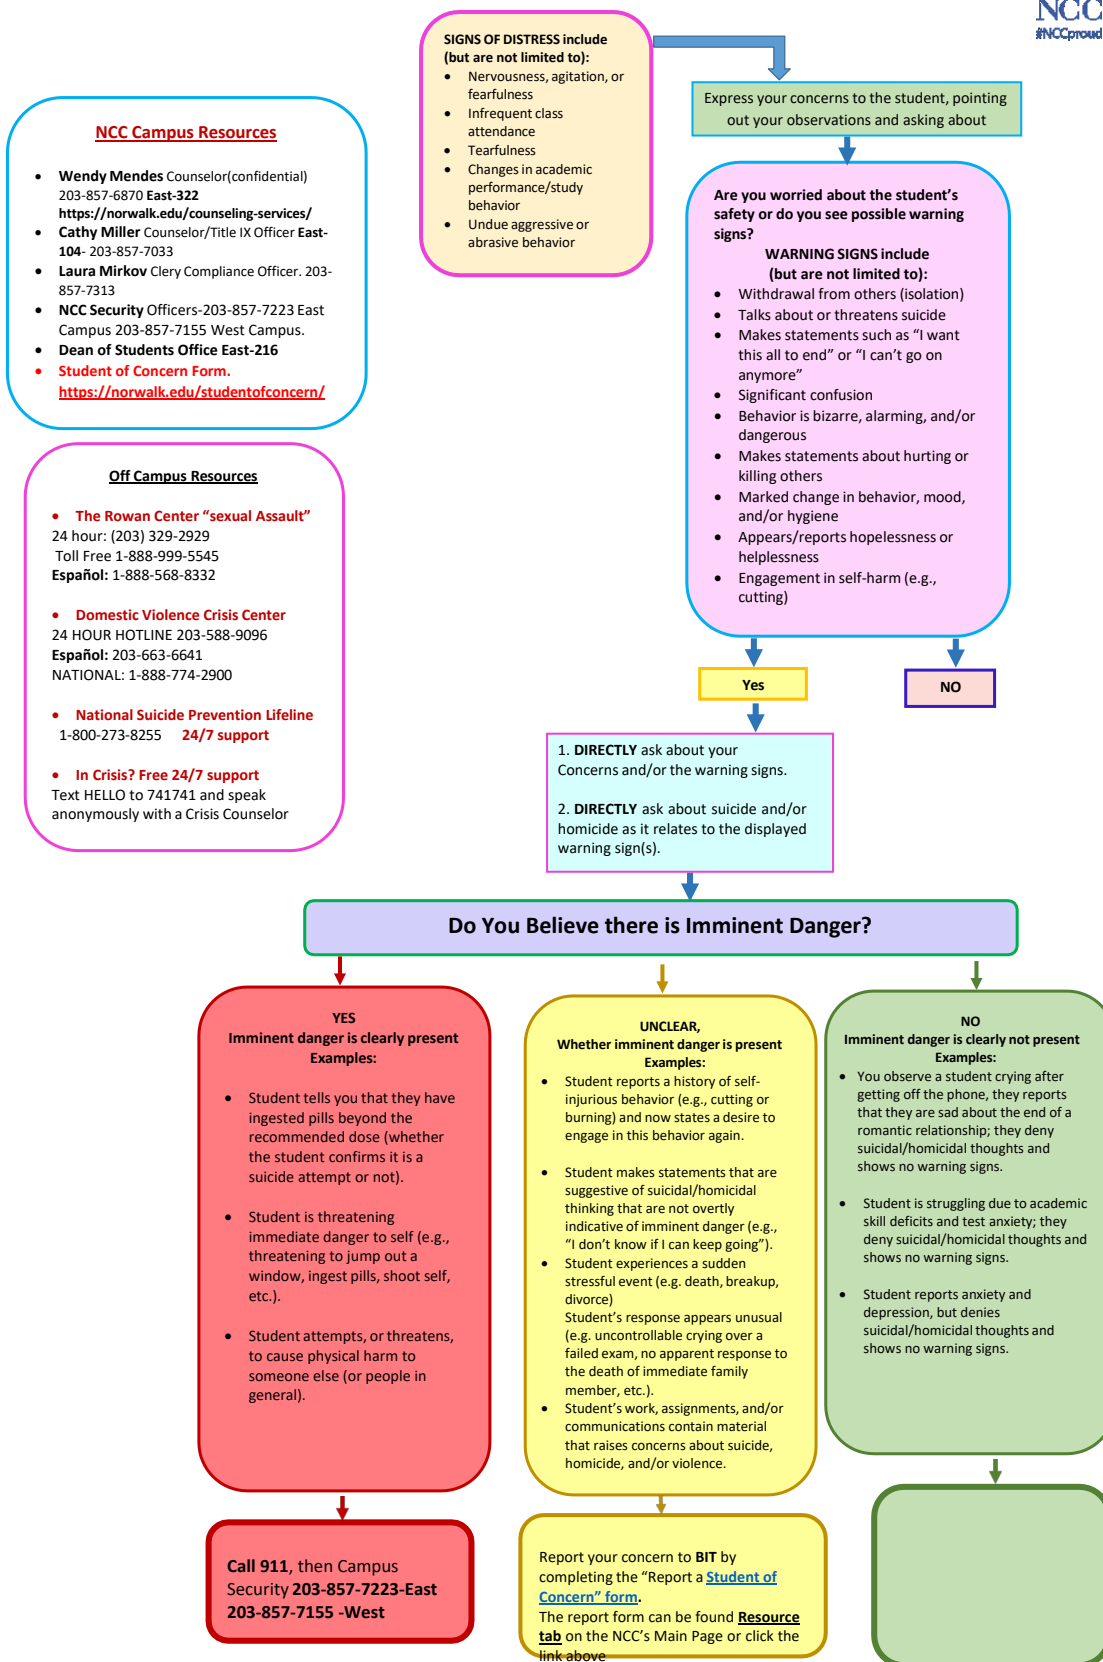 NCC
#NCCproud
SIGNS OF DISTRESS include
(but are not limited to):
• Nervousness, agitation, or
fearfulness
• Infrequent class
attendance
• Tearfulness
• Changes in academic
performance/study
behavior
• Undue aggressive or
abrasive behavior
Express your concerns to the student, pointing
out your observations and asking about
NCC Campus Resources
• Wendy Mendes Counselor(confidential)
203-857-6870 East-322
https://norwalk.edu/counseling-services/
• Cathy Miller Counselor/Title IX Officer East-
104- 203-857-7033
• Laura Mirkov Clery Compliance Officer. 203-
857-7313
• NCC Security Officers-203-857-7223 East
Campus 203-857-7155 West Campus.
• Dean of Students Office East-216
• Student of Concern Form.
https://norwalk.edu/studentofconcern/
Are you worried about the student's
safety or do you see possible warning
signs?
WARNING SIGNS include
(but are not limited to):
• Withdrawal from others (isolation)
• Talks about or threatens suicide
• Makes statements such as "I want
this all to end" or "I can't go on
anymore"
• Significant confusion
• Behavior is bizarre, alarming, and/or
dangerous
• Makes statements about hurting or
killing others
• Marked change in behavior, mood,
and/or hygiene
• Appears/reports hopelessness or
helplessness
• Engagement in self-harm (e.g.,
cutting)
Off Campus Resources
• The Rowan Center "sexual Assault"
24 hour: (203) 329-2929
Toll Free 1-888-999-5545
Español: 1-888-568-8332
• Domestic Violence Crisis Center
24 HOUR HOTLINE 203-588-9096
Español: 203-663-6641
NATIONAL: 1-888-774-2900
• National Suicide Prevention Lifeline
1-800-273-8255 24/7 support
• In Crisis? Free 24/7 support
Text HELLO to 741741 and speak
anonymously with a Crisis Counselor
Yes
NO
1. DIRECTLY ask about your
Concerns and/or the warning signs.
2. DIRECTLY ask about suicide and/or
homicide as it relates to the displayed
warning sign(s).
Do You Believe there is Imminent Danger?
YES
Imminent danger is clearly present
Examples:
• Student tells you that they have
ingested pills beyond the
recommended dose (whether
the student confirms it is a
suicide attempt or not).
• Student is threatening
immediate danger to self (e.g.,
threatening to jump out a
window, ingest pills, shoot self,
etc.).
• Student attempts, or threatens,
to cause physical harm to
someone else (or people in
general).
UNCLEAR,
Whether imminent danger is present
Examples:
• Student reports a history of self-
injurious behavior (e.g., cutting or
burning) and now states a desire to
engage in this behavior again.
• Student makes statements that are
suggestive of suicidal/homicidal
thinking that are not overtly
indicative of imminent danger (e.g.,
"I don't know if I can keep going").
• Student experiences a sudden
stressful event (e.g. death, breakup,
divorce)
Student's response appears unusual
(e.g. uncontrollable crying over a
failed exam, no apparent response to
the death of immediate family
member, etc.).
• Student's work, assignments, and/or
communications contain material
that raises concerns about suicide,
homicide, and/or violence.
NO
Imminent danger is clearly not present
Examples:
• You observe a student crying after
getting off the phone, they reports
that they are sad about the end of a
romantic relationship; they deny
suicidal/homicidal thoughts and
shows no warning signs.
• Student is struggling due to academic
skill deficits and test anxiety; they
deny suicidal/homicidal thoughts and
shows no warning signs.
• Student reports anxiety and
depression, but denies
suicidal/homicidal thoughts and
shows no warning signs.
Call 911, then Campus
Security 203-857-7223-East
203-857-7155 -West
Report your concern to BIT by
completing the "Report a Student of
Concern" form.
The report form can be found Resource
tab on the NCC's Main Page or click the
link above